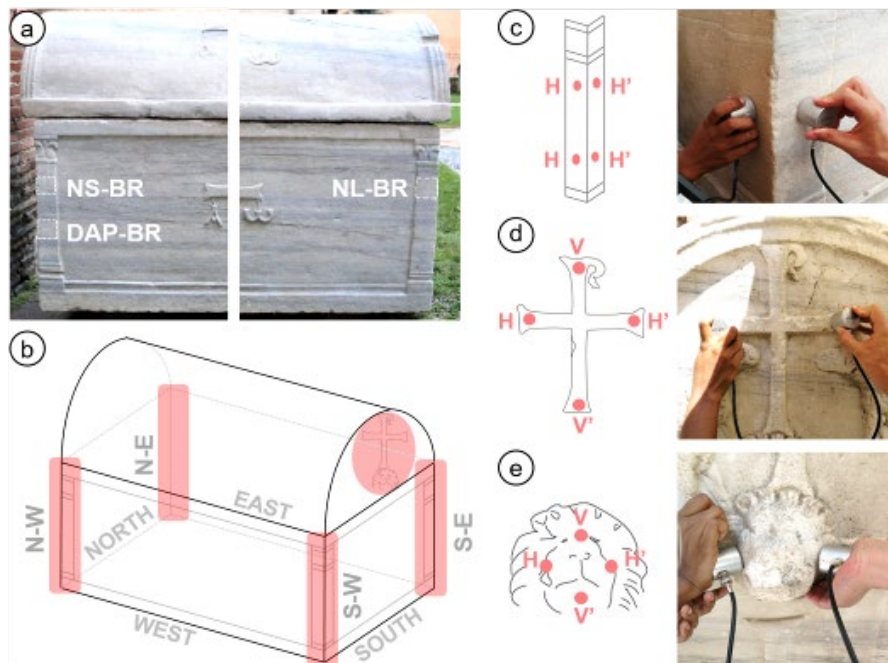 a
NS-BR NL-BR
DAP-BR
b
N-E
N-W
NORTH
EAST
S-E
S-W
WEST
SOUTH
c
H H'
H H'
d
V
H H'
V'
e
V
H H'
V'